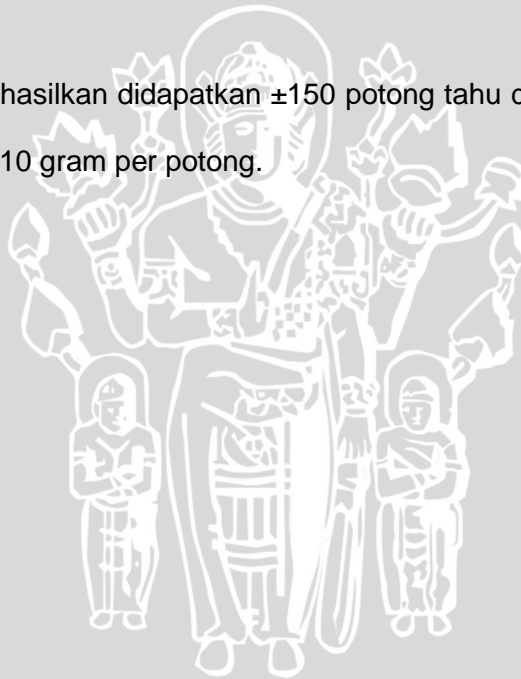 hasilkan didapatkan ±150 potong tahu
10 gram per potong.